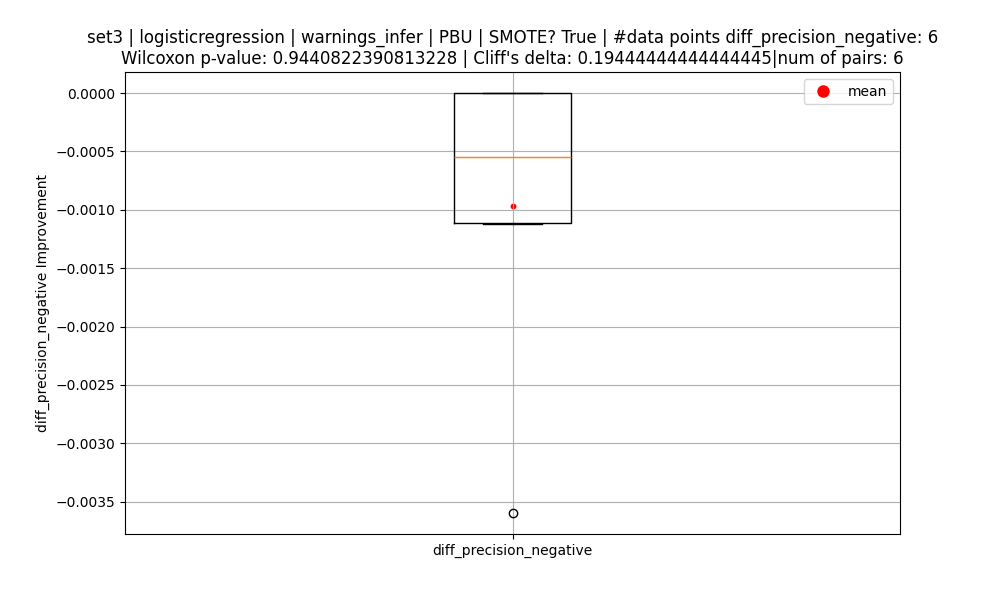 set3 | logisticregression | warnings_infer | PBU | SMOTE? True | #data points diff_precision_negative: 6
Wilcoxon p-value: 0.9440822390813228 | Cliff's delta: 0.19444444444444445|num of pairs: 6
mean
0.0000
−0.0005
−0.0010
−0.0015
−0.0020
−0.0025
−0.0030
−0.0035
diff_precision_negative Improvement
diff_precision_negative